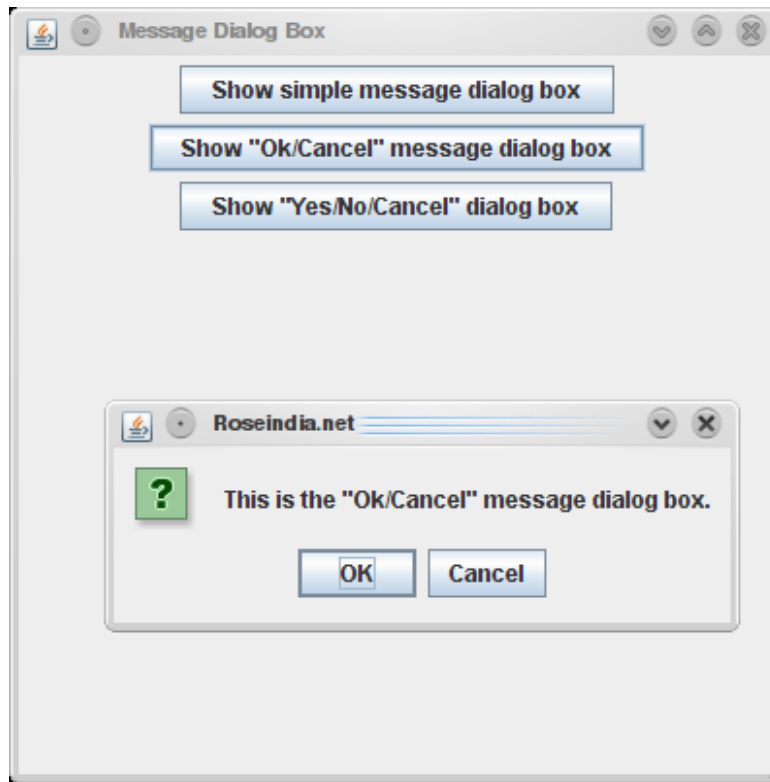 Message Dialog Box
Show simple message dialog box
Show "Ok/Cancel" message dialog box
Show "Yes/No/Cancel" dialog box
Roseindia.net
?
This is the "Ok/Cancel" message dialog box.
OK
Cancel